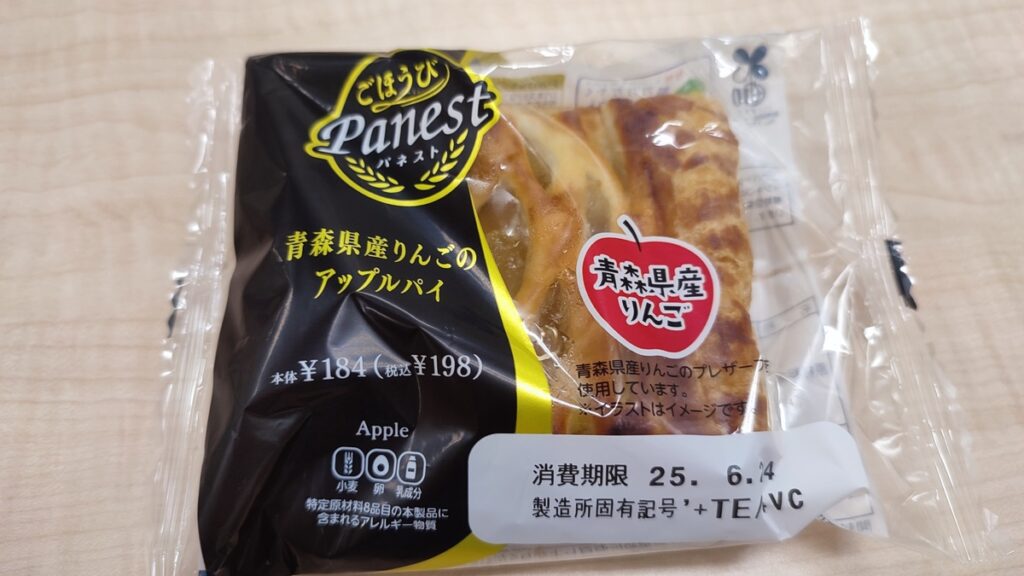 ごほうび
Panest
パネスト
青森県産りんごの
アップルパイ
本体¥184(税込¥198)
Apple
小麦 卵 乳成分
特定原材料8品目の本製品に
含まれるアレルギー物質
青森県産
りんご
青森県産りんごのプレザーブを
使用しています。
※イラストはイメージです。
消費期限 25. 6.
製造所固有記号 '+TE/